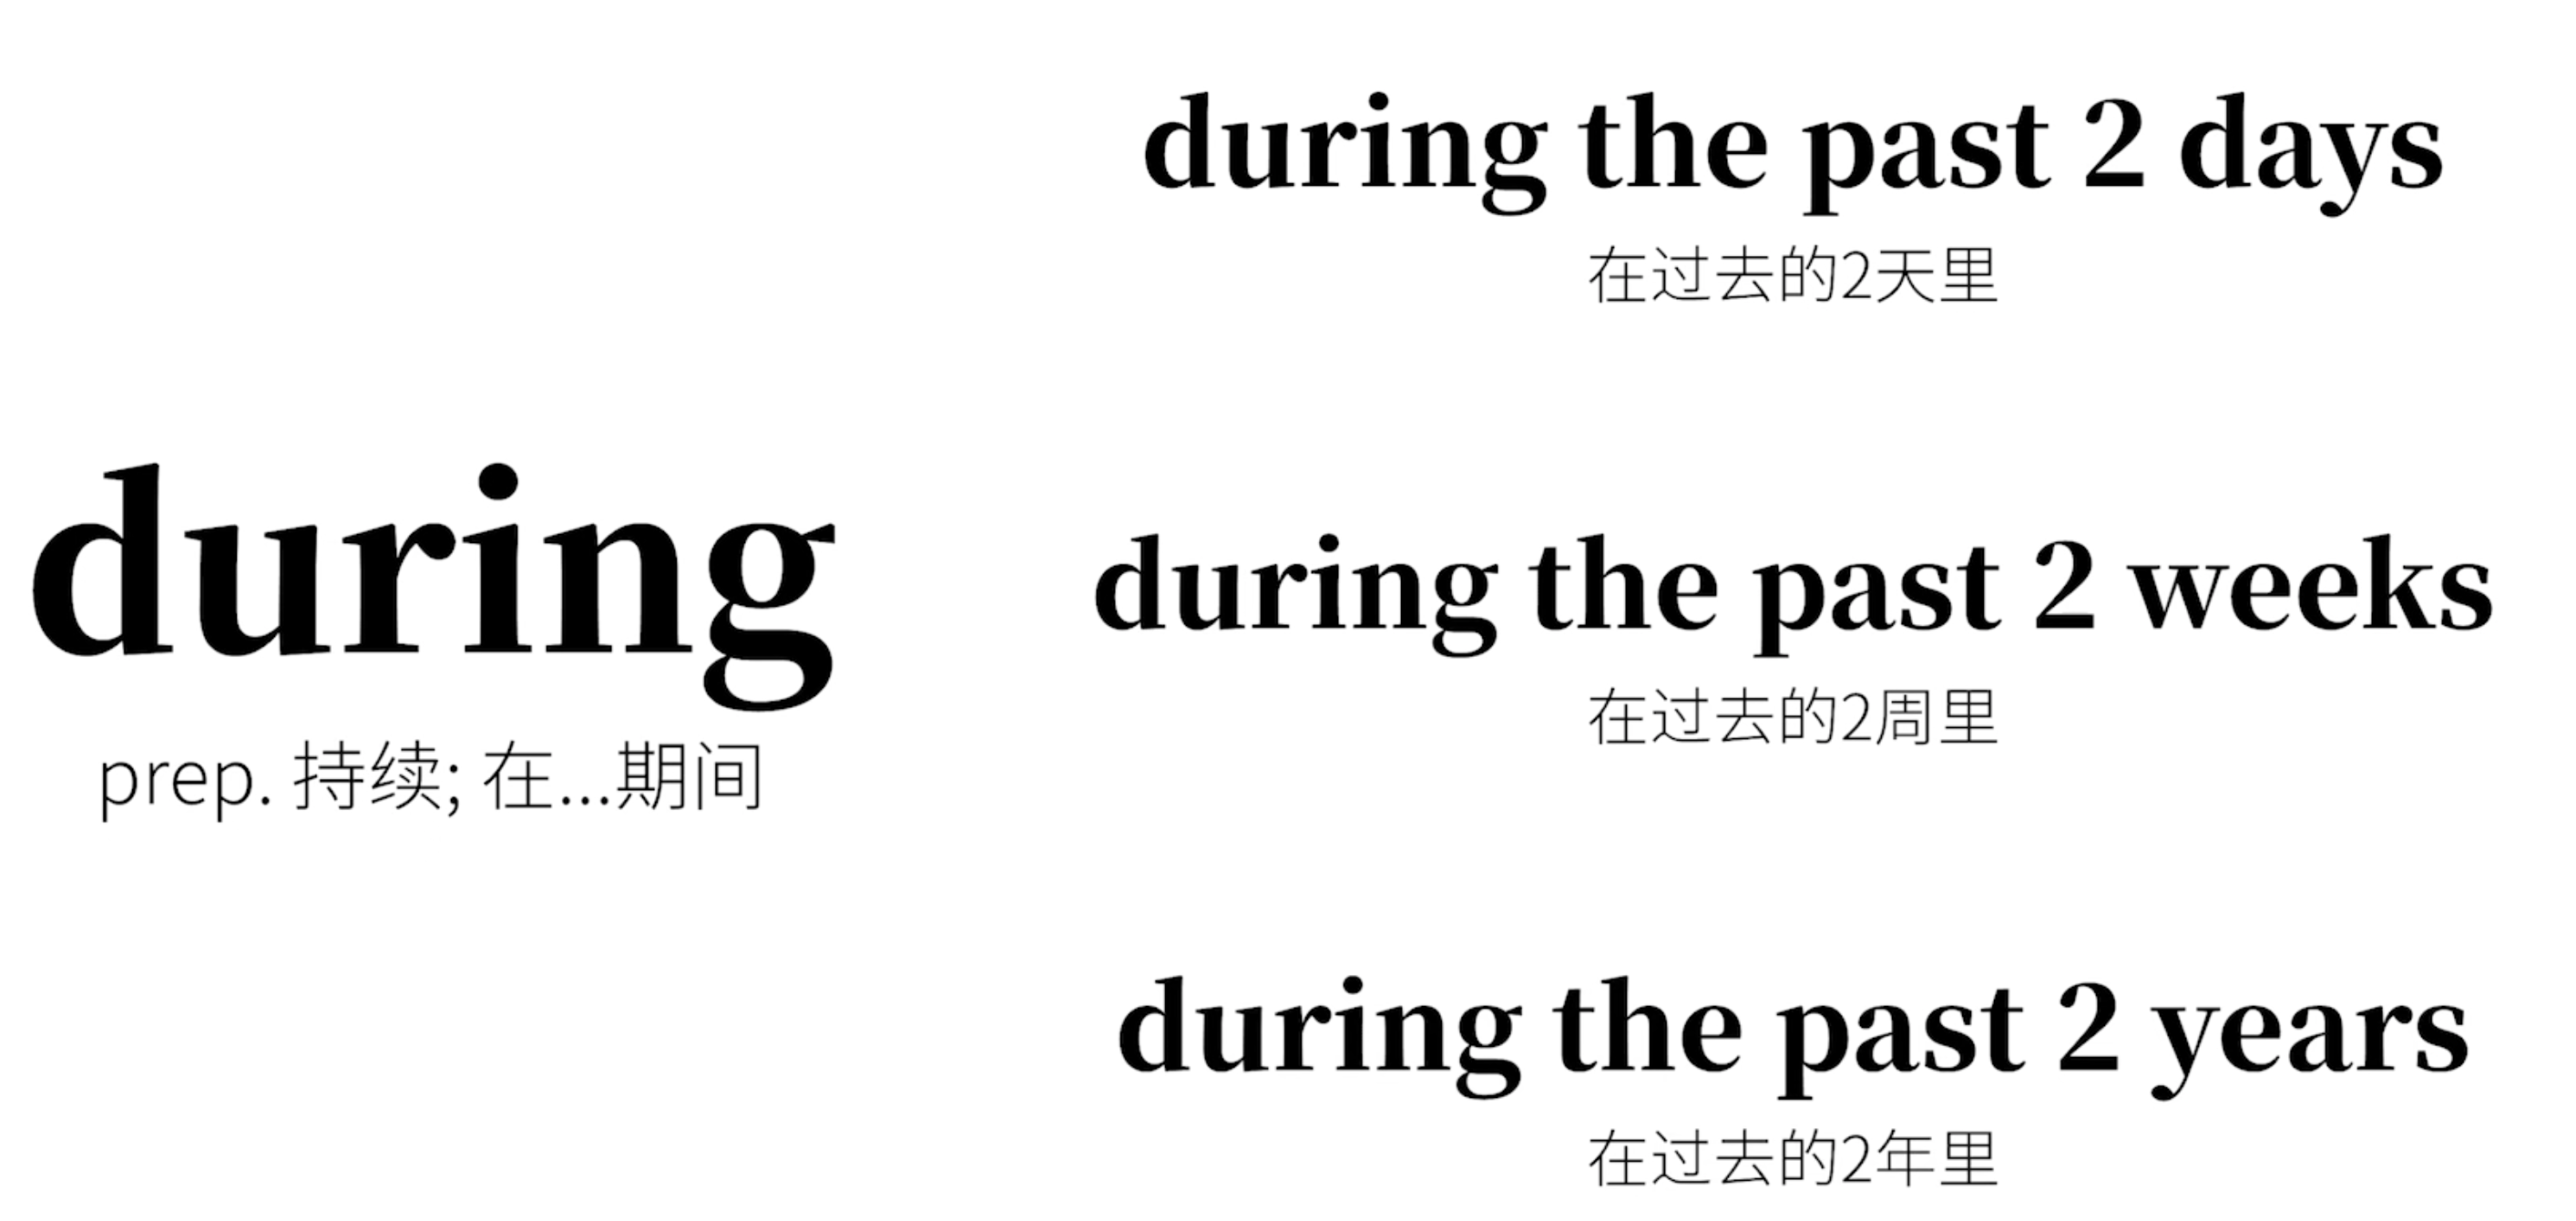 during
prep. 持续; 在...期间
during the past 2 days
在过去的2天里
during the past 2 weeks
在过去的2周里
during the past 2 years
在过去的2年里